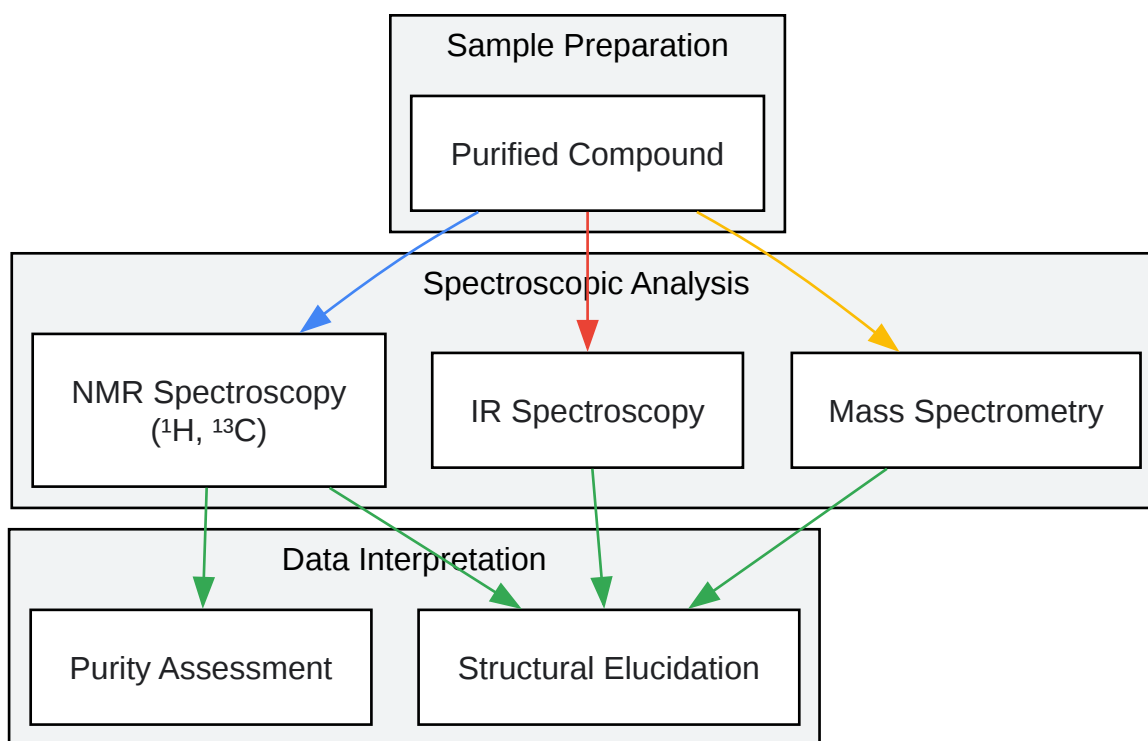 Sample Preparation
Purified Compound
Spectroscopic Analysis
NMR Spectroscopy
(¹H, ¹³C)
IR Spectroscopy
Mass Spectrometry
Data Interpretation
Purity Assessment
Structural Elucidation